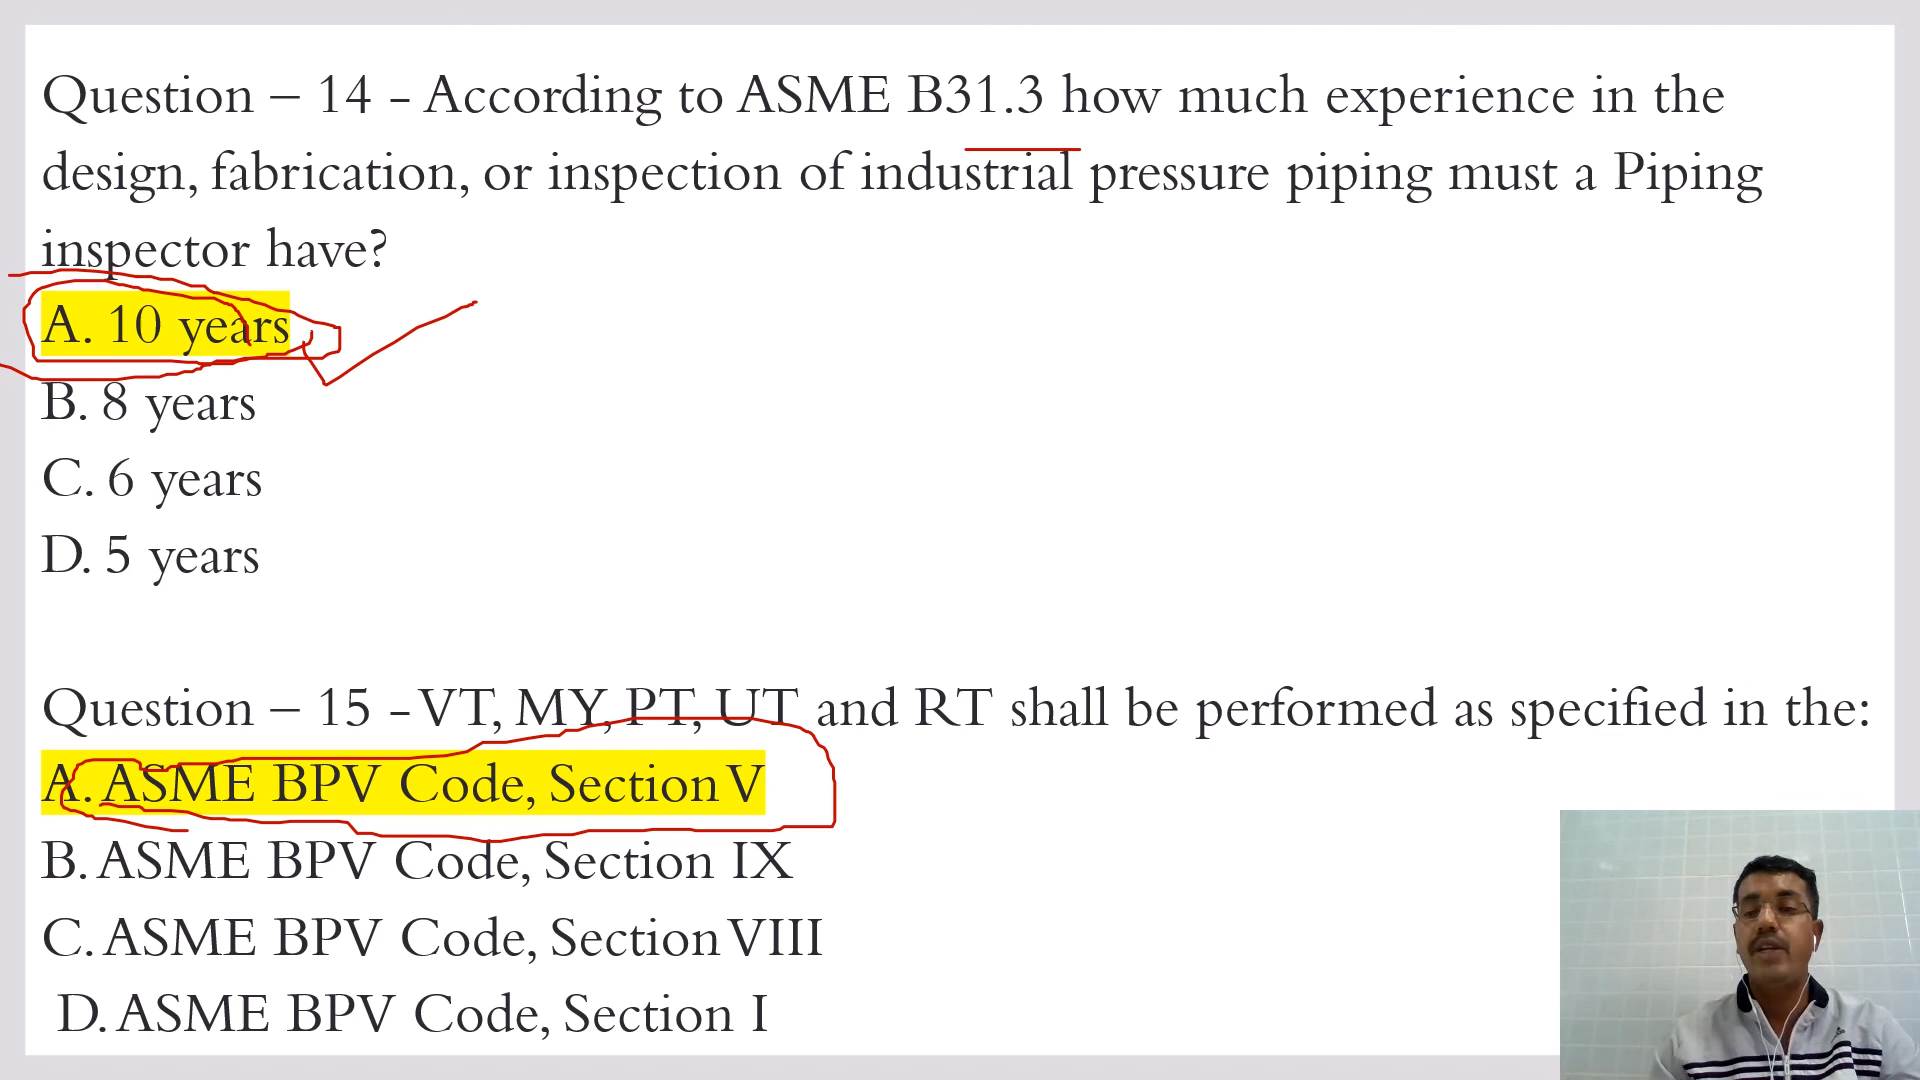 Question – 14 - According to ASME B31.3 how much experience in the
design, fabrication, or inspection of industrial pressure piping must a Piping
inspector have?
A. 10 years
B. 8 years
C. 6 years
D. 5 years
Question – 15 - VT, MY, PT, UT and RT shall be performed as specified in the:
A. ASME BPV Code, Section V
B. ASME BPV Code, Section IX
C. ASME BPV Code, Section VIII
D. ASME BPV Code, Section I